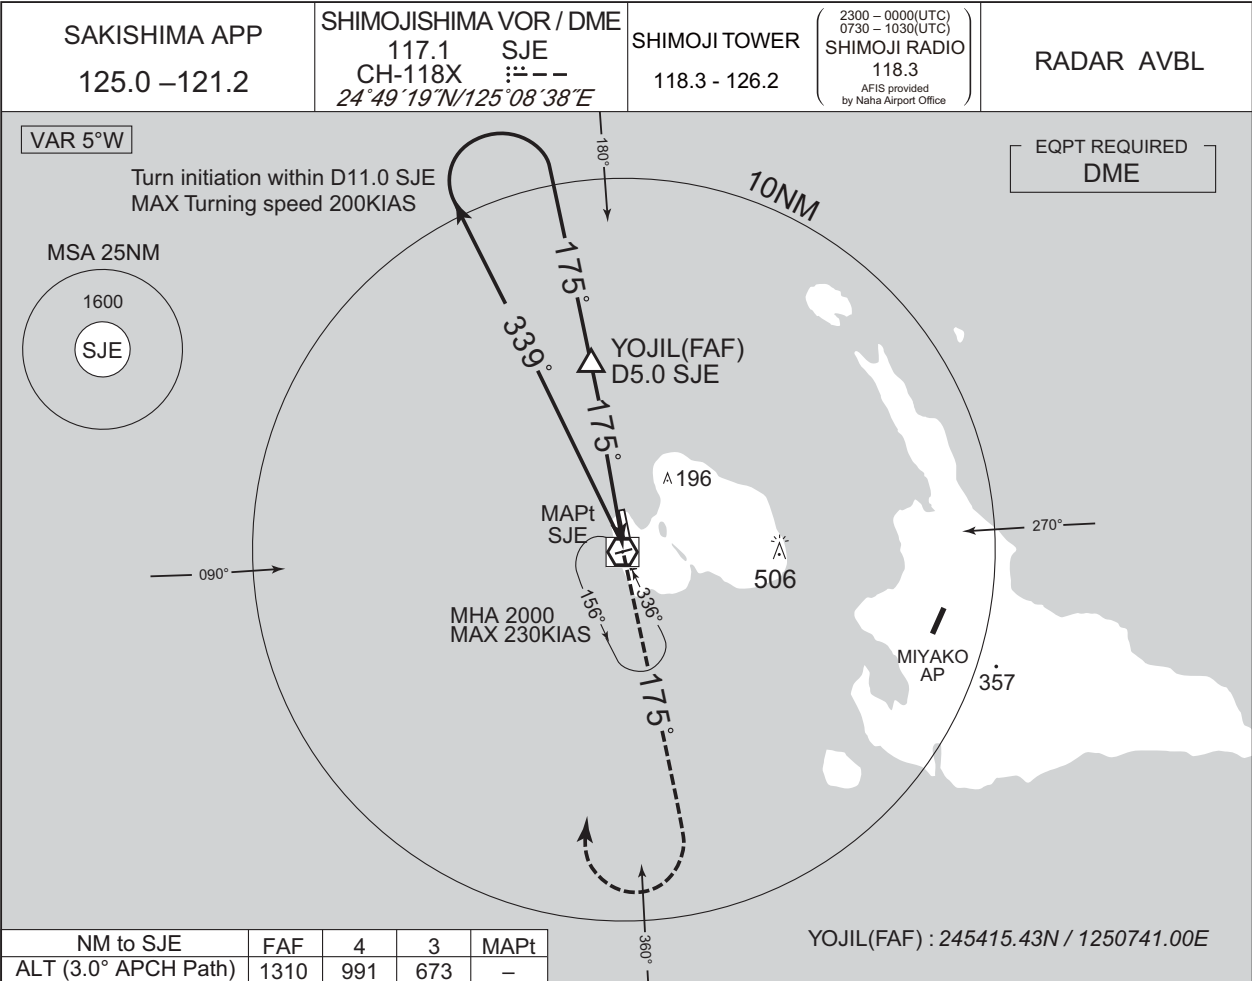 SAKISHIMA APP
125.0 –121.2
SHIMOJISHIMA VOR / DME
117.1 SJE
CH-118X
24°49´19˝N/125°08´38˝E
SHIMOJI TOWER
118.3 - 126.2
2300 – 0000(UTC)
0730 – 1030(UTC)
SHIMOJI RADIO
118.3
AFIS provided
by Naha Airport Office
RADAR AVBL
VAR 5°W
180°
EQPT REQUIRED
DME
Turn initiation within D11.0 SJE
MAX Turning speed 200KIAS
10NM
MSA 25NM
1600
SJE
175°
339°
YOJIL(FAF)
D5.0 SJE
175°
196
MAPt
SJE
270°
090°
506
156°
336°
MHA 2000
MAX 230KIAS
MIYAKO
AP
357
175°
360°
YOJIL(FAF) : 245415.43N / 1250741.00E
NM to SJE FAF 4 3 MAPt
ALT (3.0° APCH Path) 1310 991 673 –